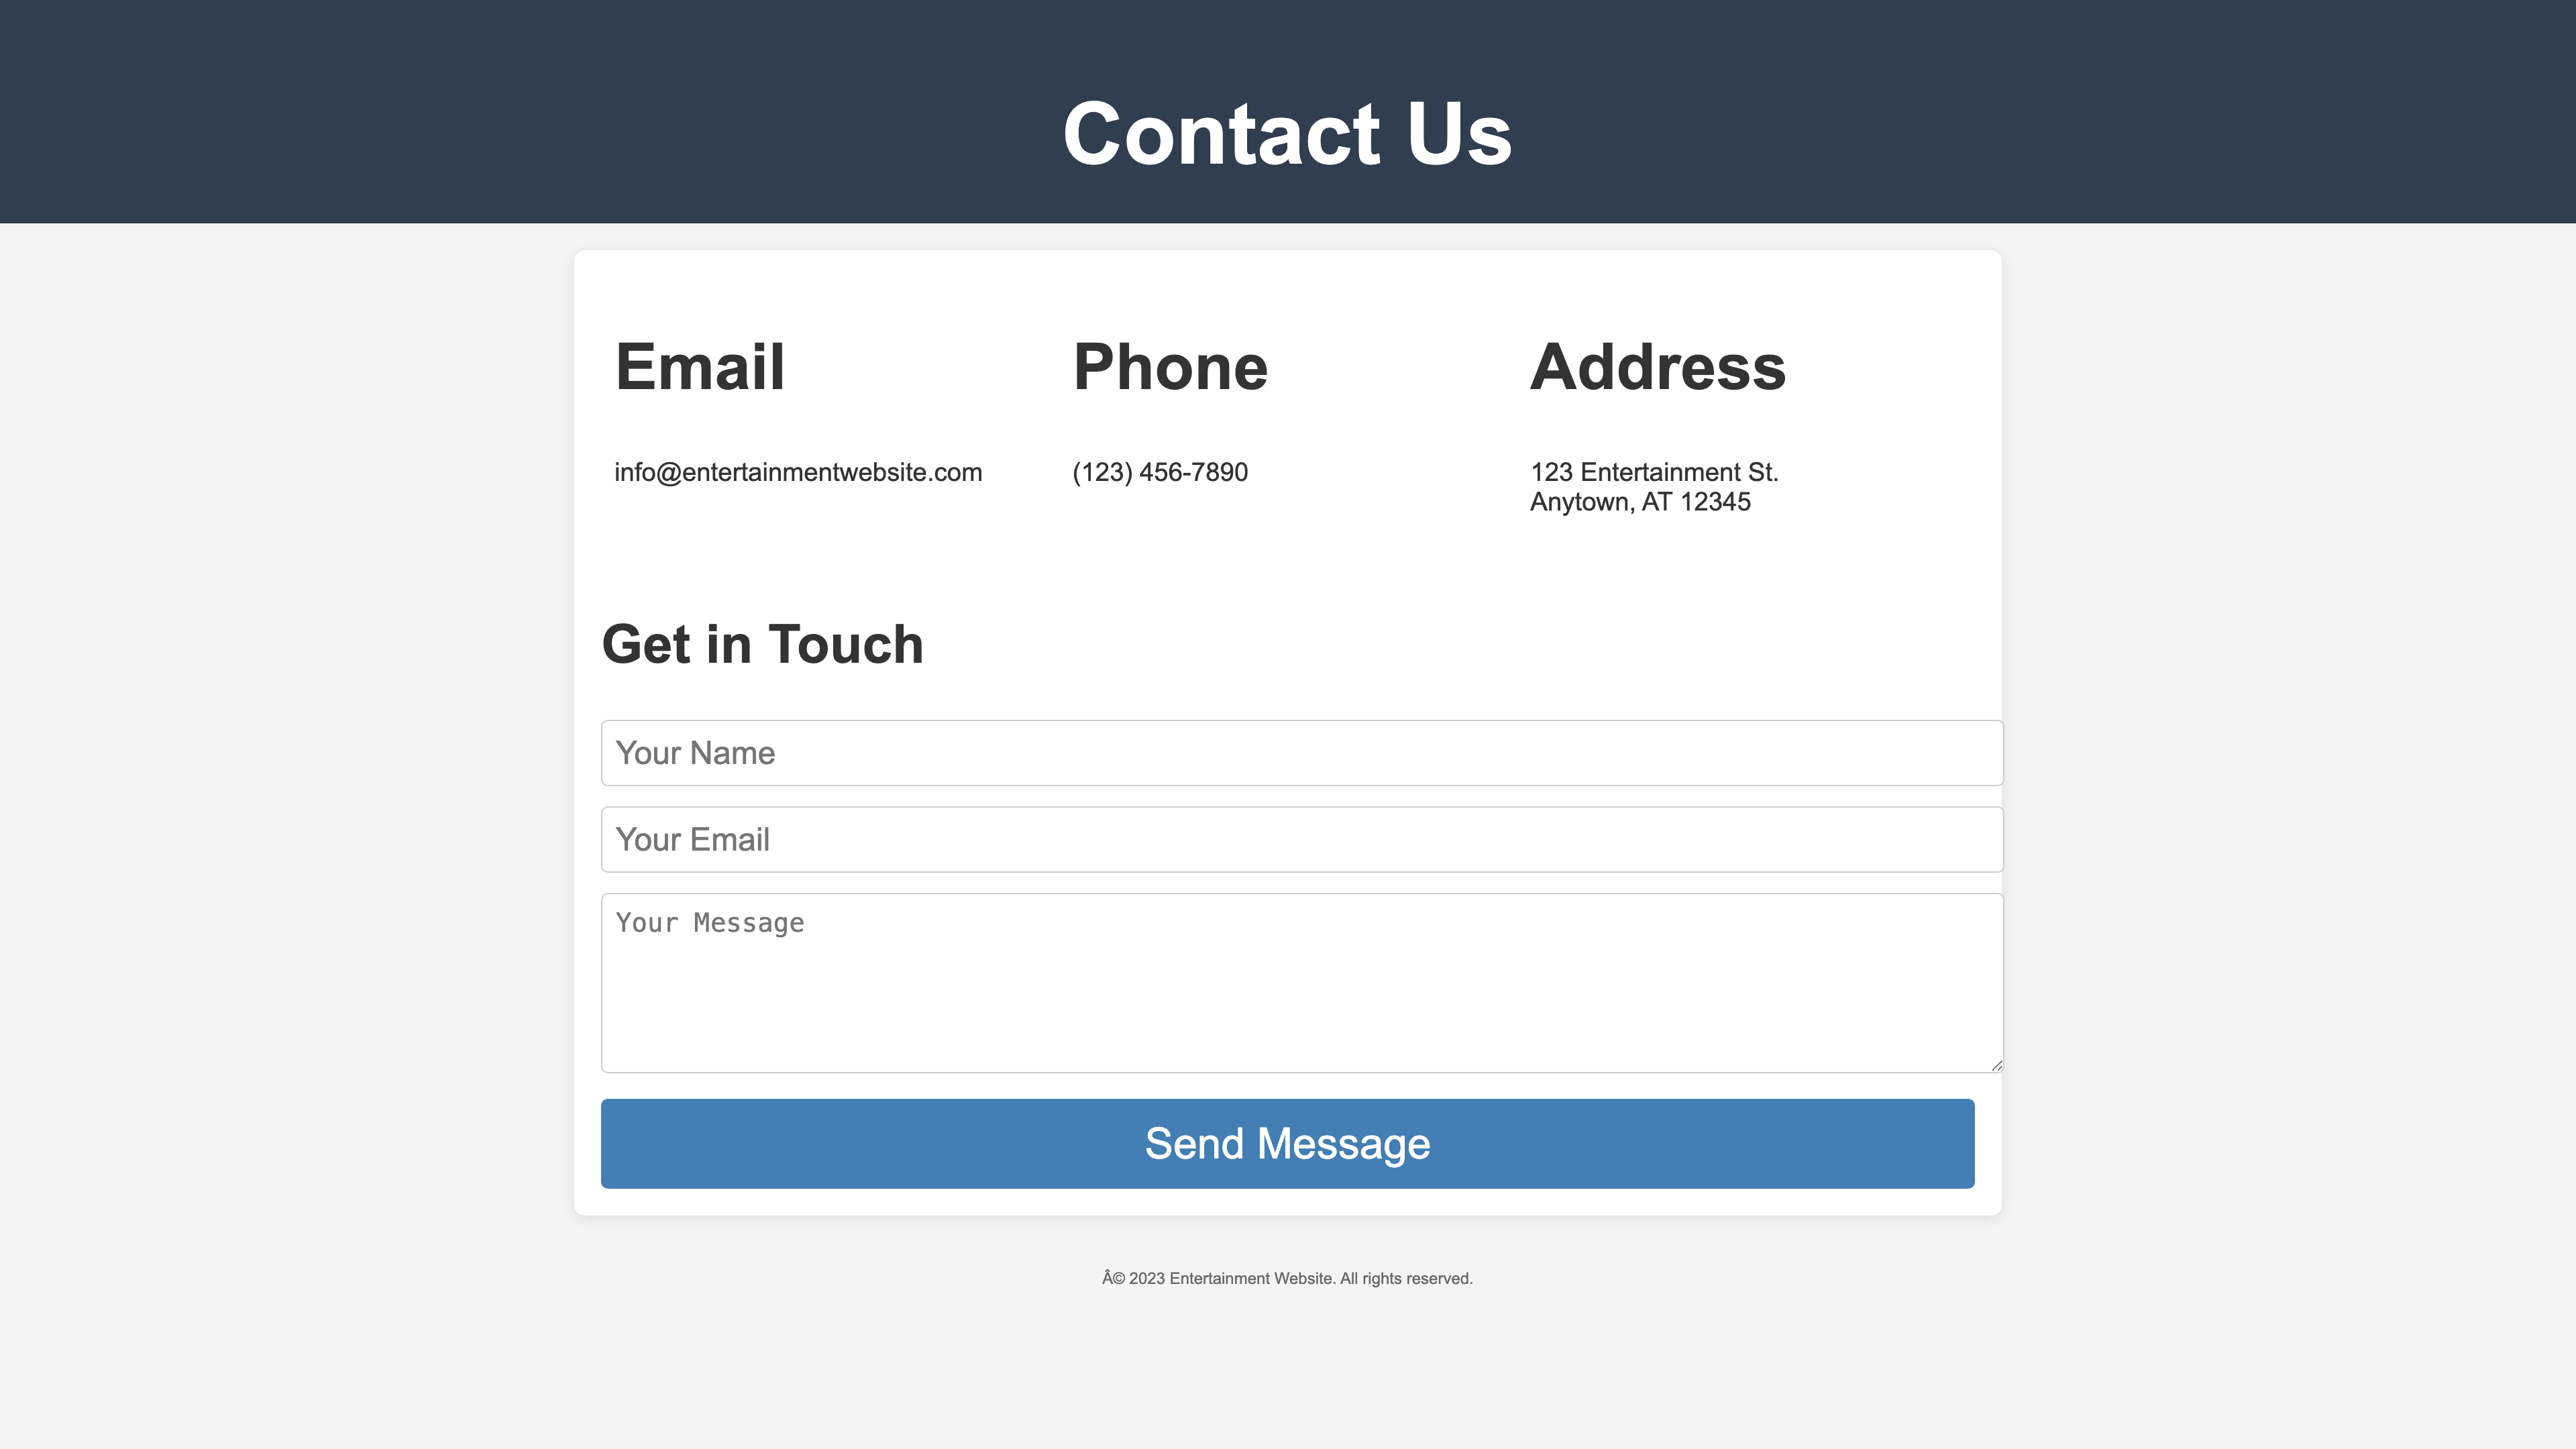 Contact Us
Email
info@entertainmentwebsite.com
Phone
(123) 456-7890
Address
123 Entertainment St.
Anytown, AT 12345
Get in Touch
Your Name
Your Email
Your Message
Send Message
Â© 2023 Entertainment Website. All rights reserved.